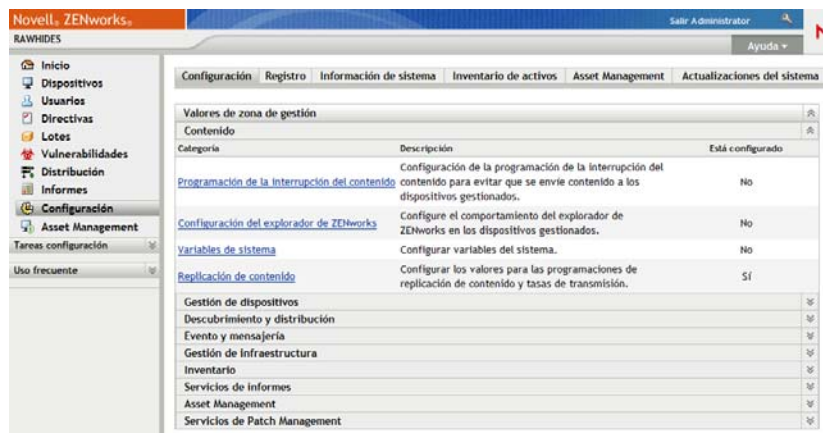 Novell® ZENworks®
Salir Administrator
RAWHIDES
Ayuda
Inicio
Dispositivos
Usuarios
Directivas
Lotes
Vulnerabilidades
Distribución
Informes
Configuración
Asset Management
Tareas configuración
Uso frecuente
Configuración Registro Información de sistema Inventario de activos Asset Management Actualizaciones del sistema
Valores de zona de gestión
Contenido
Categoría Descripción Está configurado
Programación de la interrupción del contenido
Configuración de la programación de la interrupción del
contenido para evitar que se envíe contenido a los
dispositivos gestionados.
No
Configuración del explorador de ZENworks
Configure el comportamiento del explorador de
ZENworks en los dispositivos gestionados.
No
Variables de sistema Configurar variables del sistema. No
Replicación de contenido
Configurar los valores para las programaciones de
replicación de contenido y tasas de transmisión.
Sí
Gestión de dispositivos
Descubrimiento y distribución
Evento y mensajería
Gestión de infraestructura
Inventario
Servicios de informes
Asset Management
Servicios de Patch Management